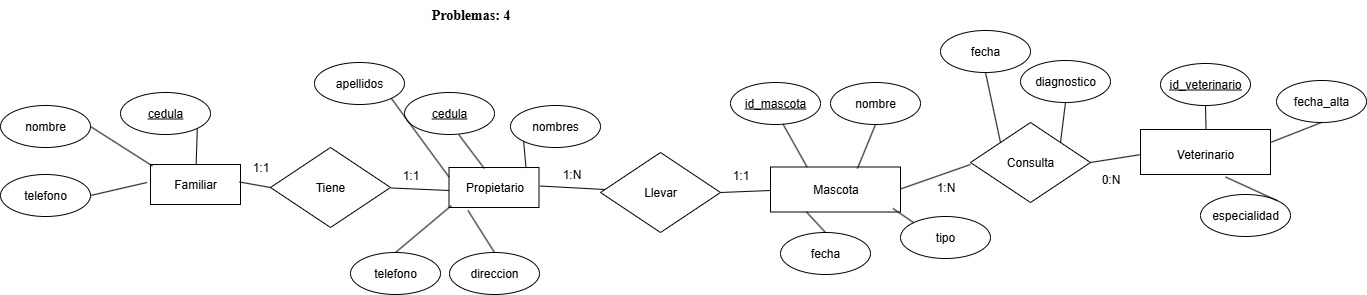 Problemas: 4
fecha
apellidos
diagnostico
id_veterinario
cedula
cedula
id_mascota
nombre
fecha_alta
nombre
nombres
1:1
1:1
1:N
1:1
Consulta
Veterinario
Familiar
Tiene
Propietario
Llevar
Mascota
1:N
0:N
telefono
especialidad
tipo
fecha
telefono
direccion